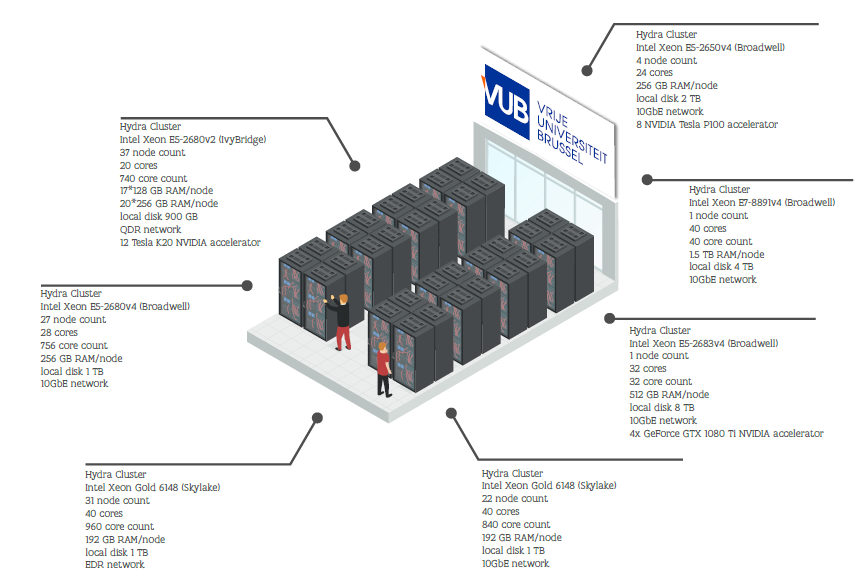 Hydra Cluster
Intel Xeon E5-2650v4 (Broadwell)
4 node count
24 cores
256 GB RAM/node
local disk 2 TB
10GbE network
8 NVIDIA Tesla P100 accelerator
VUB
VRIJE
UNIVERSITEIT
BRUSSEL
Hydra Cluster
Intel Xeon E5-2680v2 (IvyBridge)
37 node count
20 cores
740 core count
17*128 GB RAM/node
20*256 GB RAM/node
local disk 900 GB
QDR network
12 Tesla K20 NVIDIA accelerator
Hydra Cluster
Intel Xeon E7-8891v4 (Broadwell)
1 node count
40 cores
40 core count
1.5 TB RAM/node
local disk 4 TB
10GbE network
Hydra Cluster
Intel Xeon E5-2680v4 (Broadwell)
27 node count
28 cores
756 core count
256 GB RAM/node
local disk 1 TB
10GbE network
Hydra Cluster
Intel Xeon E5-2683v4 (Broadwell)
1 node count
32 cores
32 core count
512 GB RAM/node
local disk 8 TB
10GbE network
4x GeForce GTX 1080 Ti NVIDIA accelerator
Hydra Cluster
Intel Xeon Gold 6148 (Skylake)
31 node count
40 cores
960 core count
192 GB RAM/node
local disk 1 TB
EDR network
Hydra Cluster
Intel Xeon Gold 6148 (Skylake)
22 node count
40 cores
840 core count
192 GB RAM/node
local disk 1 TB
10GbE network